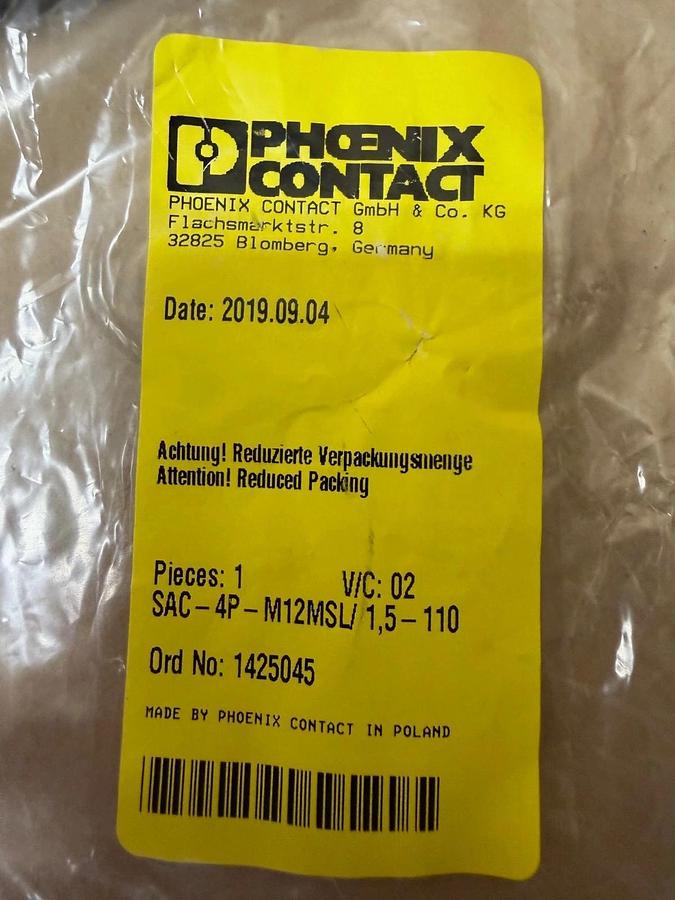 PHOENIX
CONTACT
PHOENIX CONTACT GmbH & Co. KG
Flachsmarktstr. 8
32825 Blomberg, Germany
Date: 2019.09.04
Achtung! Reduzierte Verpackungsmenge
Attention! Reduced Packing
Pieces: 1 V/C: 02
SAC-4P-M12MSL/ 1,5-110
Ord No: 1425045
MADE BY PHOENIX CONTACT IN POLAND